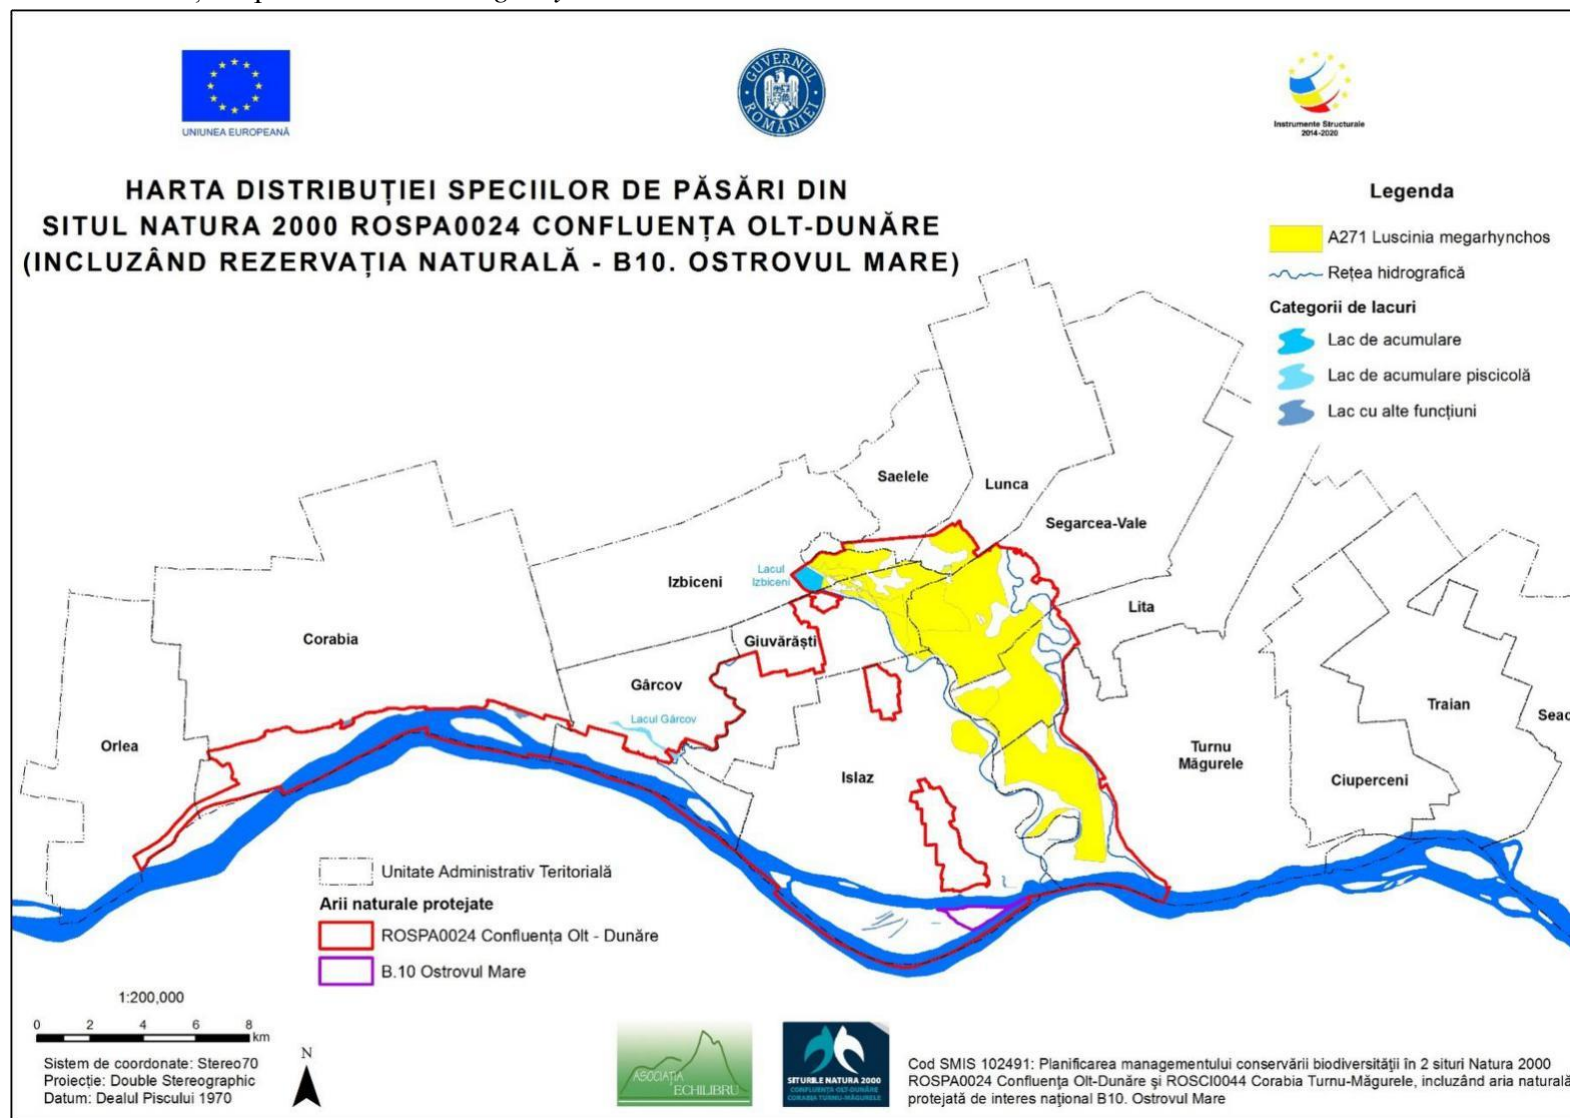 UNIUNEA EUROPEANĂ
GUVERNUL ROMÂNIEI
Instrumente Structurale
2014-2020
HARTA DISTRIBUȚIEI SPECIILOR DE PĂSĂRI DIN
SITUL NATURA 2000 ROSPA0024 CONFLUENȚA OLT-DUNĂRE
(INCLUZÂND REZERVAȚIA NATURALĂ - B10. OSTROVUL MARE)
Legenda
A271 Luscinia megarhynchos
Rețea hidrografică
Categorii de lacuri
Lac de acumulare
Lac de acumulare piscicolă
Lac cu alte funcțiuni
Saelele
Lunca
Segarcea-Vale
Lacul
Izbiceni
Izbiceni
Lita
Corabia
Giuvărăști
Gârcov
Lacul Gârcov
Orlea
Islaz
Turnu
Măgurele
Traian
Seac
Ciuperceni
Unitate Administrativ Teritorială
Arii naturale protejate
ROSPA0024 Confluența Olt - Dunăre
B.10 Ostrovul Mare
1:200,000
0 2 4 6 8
km
Sistem de coordonate: Stereo70
Proiecție: Double Stereographic
Datum: Dealul Piscului 1970
N
ASOCIAȚIA
ECHILIBRU
SITURILE NATURA 2000
CONFLUENȚA OLT-DUNĂRE
CORABIA TURNU-MĂGURELE
Cod SMIS 102491: Planificarea managementului conservării biodiversității în 2 situri Natura 2000
ROSPA0024 Confluența Olt-Dunăre și ROSCI0044 Corabia Turnu-Măgurele, incluzând aria naturală
protejată de interes național B10. Ostrovul Mare